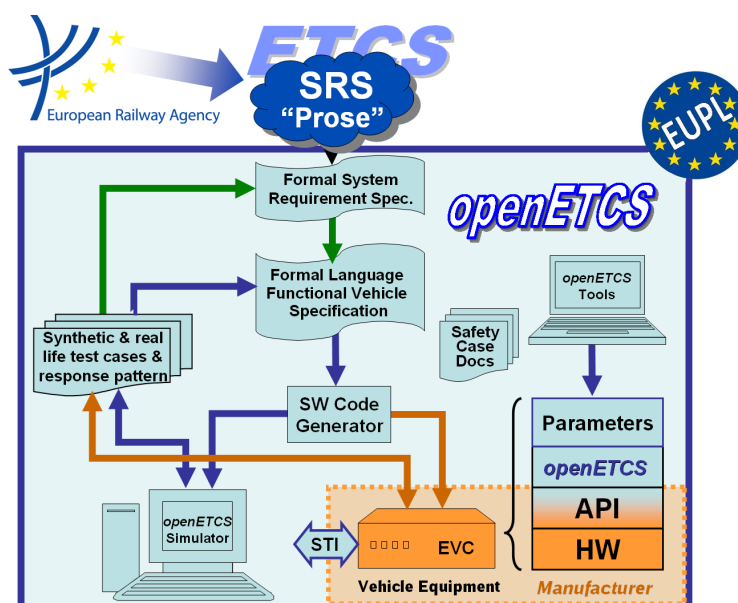 ETCS
SRS
“Prose”
European Railway Agency
EUPL
Formal System
Requirement Spec.
openETCS
Formal Language
Functional Vehicle
Specification
openETCS
Tools
Synthetic & real
life test cases &
response pattern
Safety
Case
Docs
SW Code
Generator
Parameters
openETCS
API
HW
openETCS
Simulator
STI
EVC
Vehicle Equipment
Manufacturer